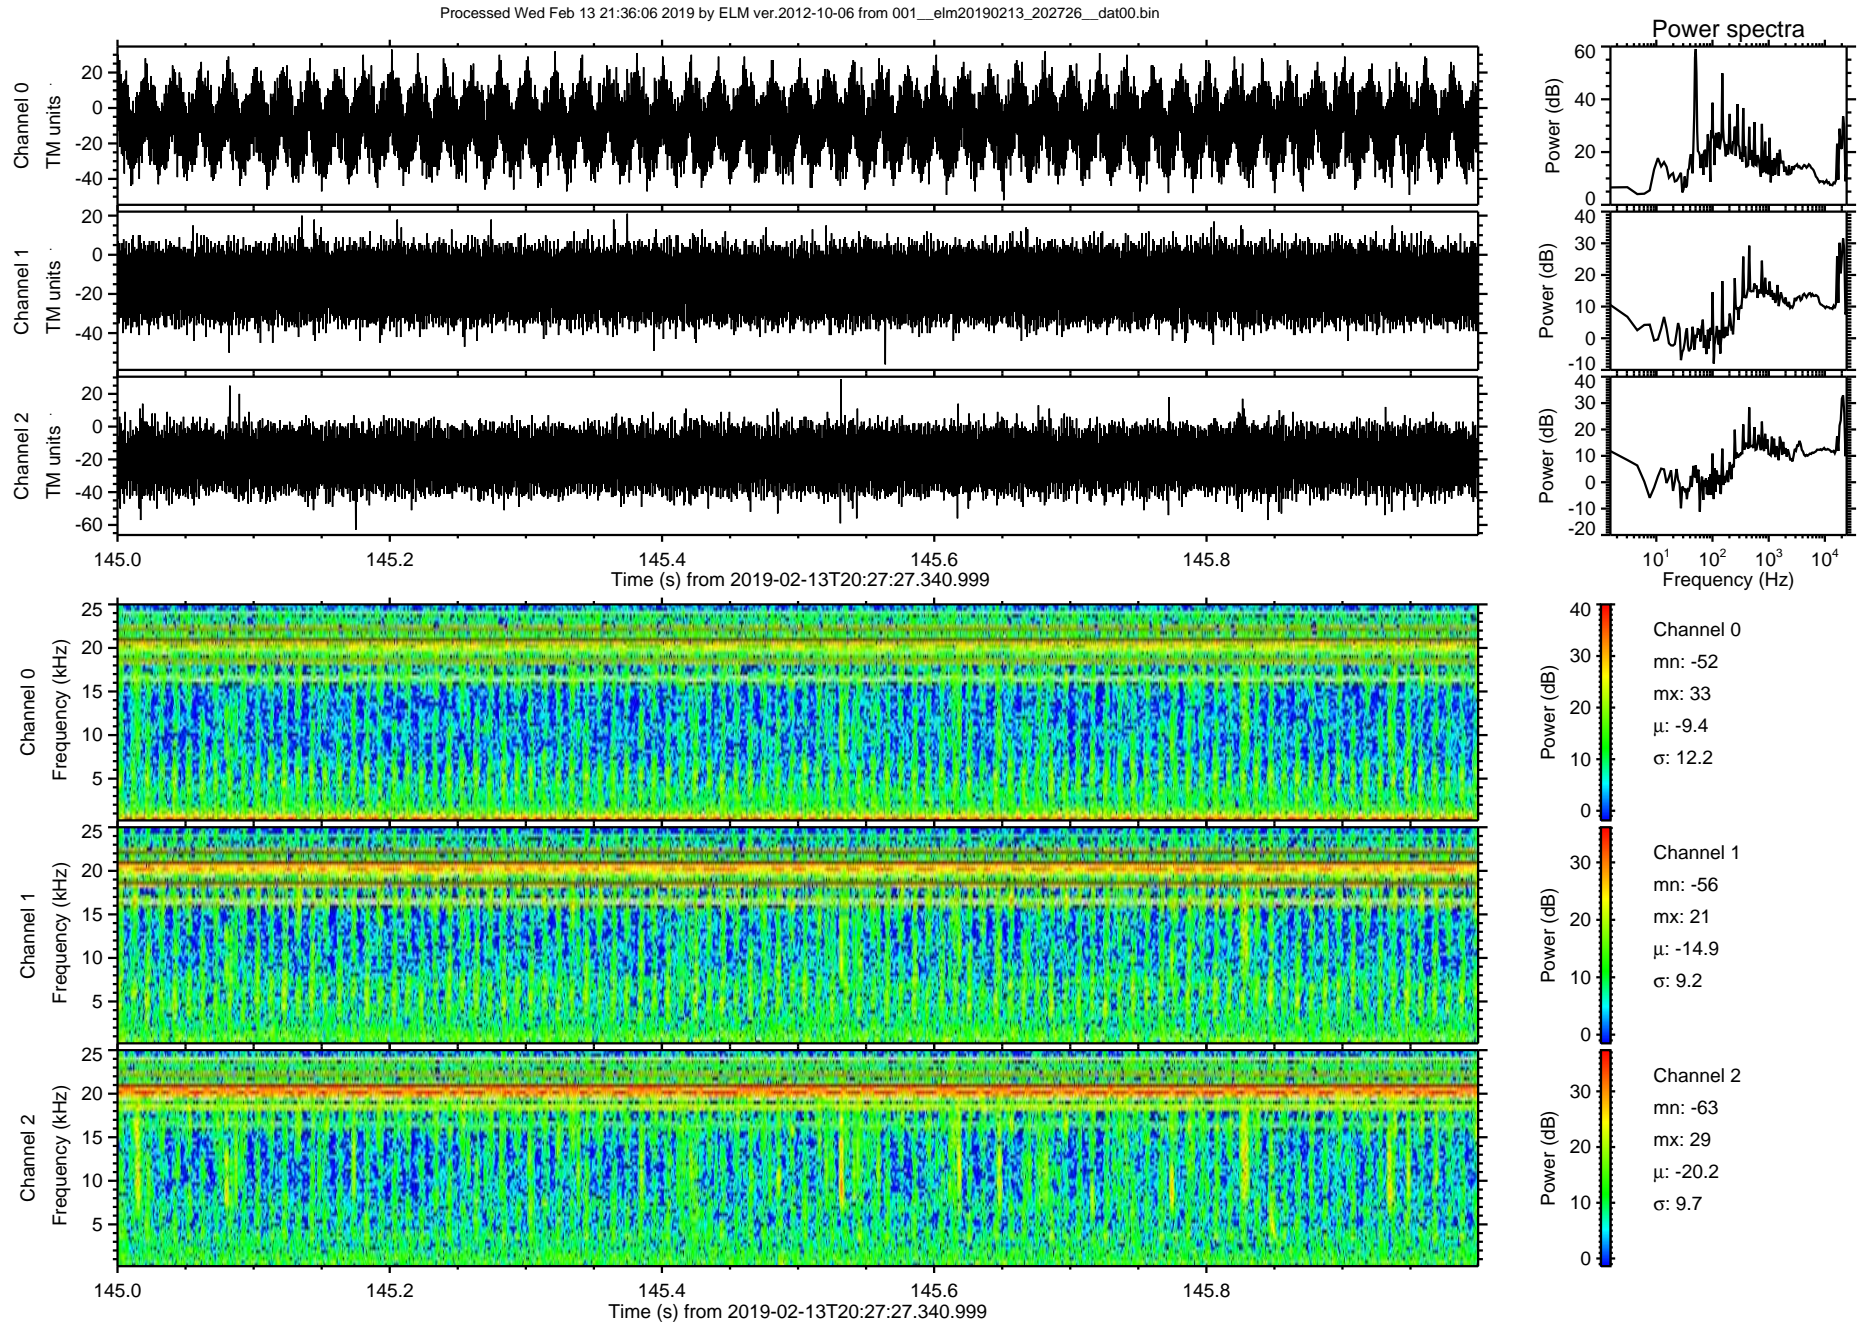 Processed Wed Feb 13 21:36:06 2019 by ELM ver.2012-10-06 from 001__elm20190213_202726__dat00.bin
Power spectra
Channel 0
TM units
20
0
-20
-40
Power (dB)
60
40
20
0
Channel 1
TM units
20
0
-20
-40
Power (dB)
40
30
20
10
0
-10
Channel 2
TM units
20
0
-20
-40
-60
Power (dB)
40
30
20
10
0
-10
-20
145.0 145.2 145.4 145.6 145.8
Time (s) from 2019-02-13T20:27:27.340.999
10¹ 10² 10³ 10⁴
Frequency (Hz)
Channel 0
Frequency (kHz)
25
20
15
10
5
Power (dB)
40
30
20
10
0
Channel 0
mn: -52
mx: 33
μ: -9.4
σ: 12.2
Channel 1
Frequency (kHz)
25
20
15
10
5
Power (dB)
30
20
10
0
Channel 1
mn: -56
mx: 21
μ: -14.9
σ: 9.2
Channel 2
Frequency (kHz)
25
20
15
10
5
Power (dB)
30
20
10
0
Channel 2
mn: -63
mx: 29
μ: -20.2
σ: 9.7
145.0 145.2 145.4 145.6 145.8
Time (s) from 2019-02-13T20:27:27.340.999